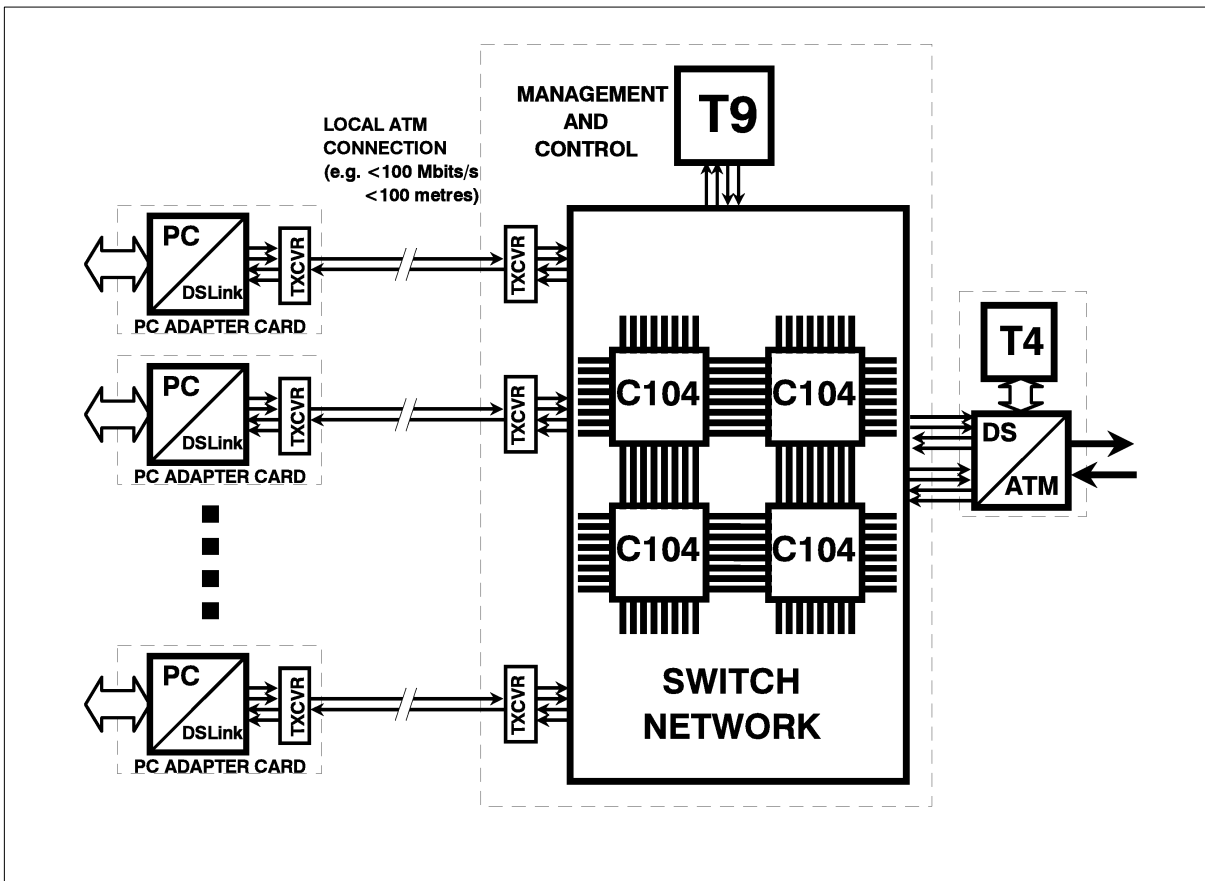 MANAGEMENT
AND
CONTROL
T9
LOCAL ATM
CONNECTION
(e.g. <100 Mbits/s
<100 metres)
PC
DSLink
TXCVR
PC ADAPTER CARD
TXCVR
PC
DSLink
TXCVR
PC ADAPTER CARD
TXCVR
PC
DSLink
TXCVR
PC ADAPTER CARD
TXCVR
C104
C104
C104
C104
SWITCH
NETWORK
T4
DS
ATM